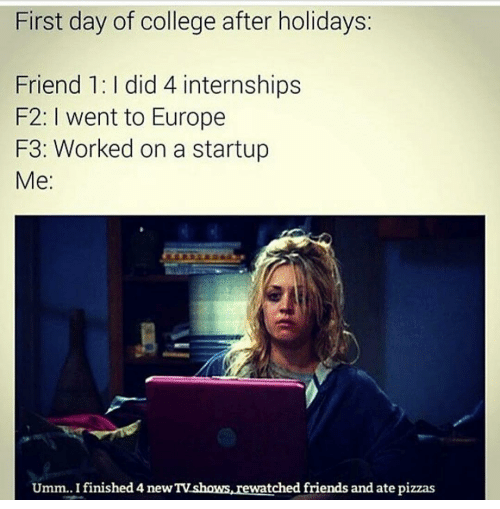 First day of college after holidays:
Friend 1: I did 4 internships
F2: I went to Europe
F3: Worked on a startup
Me:
Umm.. I finished 4 new TV shows, rewatched friends and ate pizzas